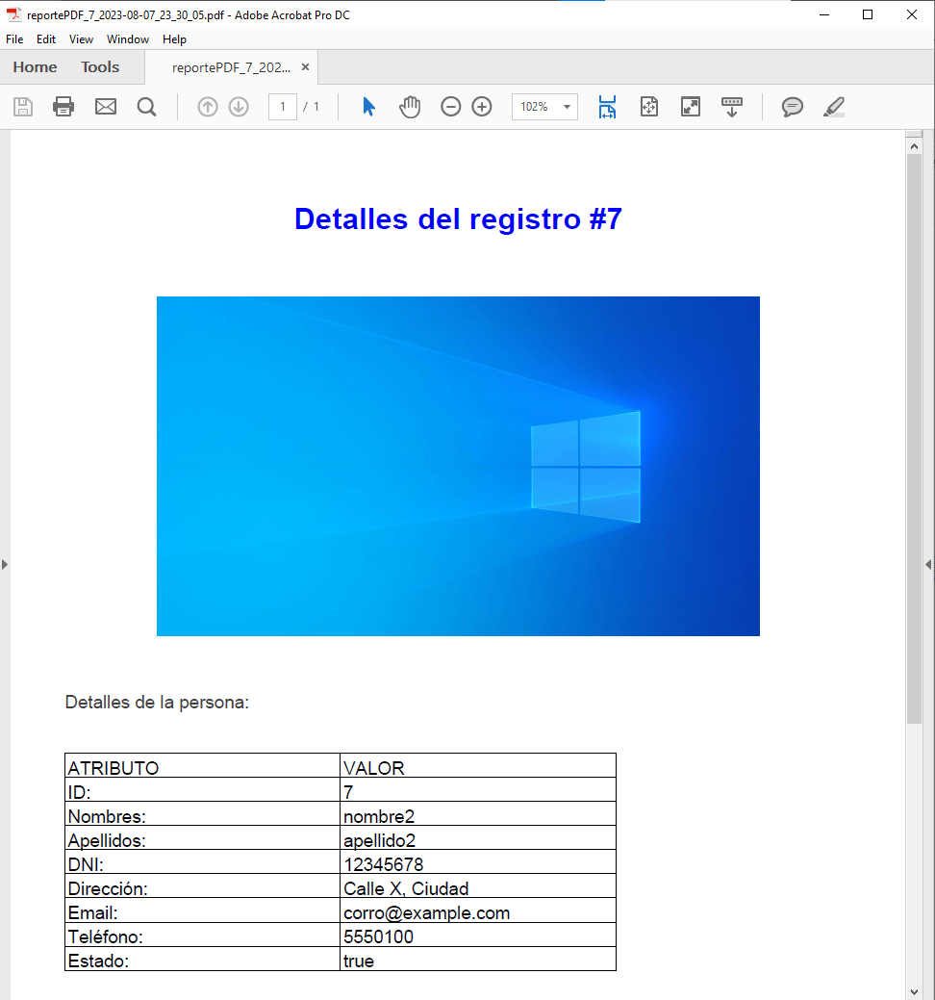 reportePDF_7_2023-08-07_23_30_05.pdf - Adobe Acrobat Pro DC
File Edit View Window Help
Home Tools reportePDF_7_202... ×
1 / 1 102%
Detalles del registro #7
Detalles de la persona:
ATRIBUTO VALOR
ID: 7
Nombres: nombre2
Apellidos: apellido2
DNI: 12345678
Dirección: Calle X, Ciudad
Email: corro@example.com
Teléfono: 5550100
Estado: true